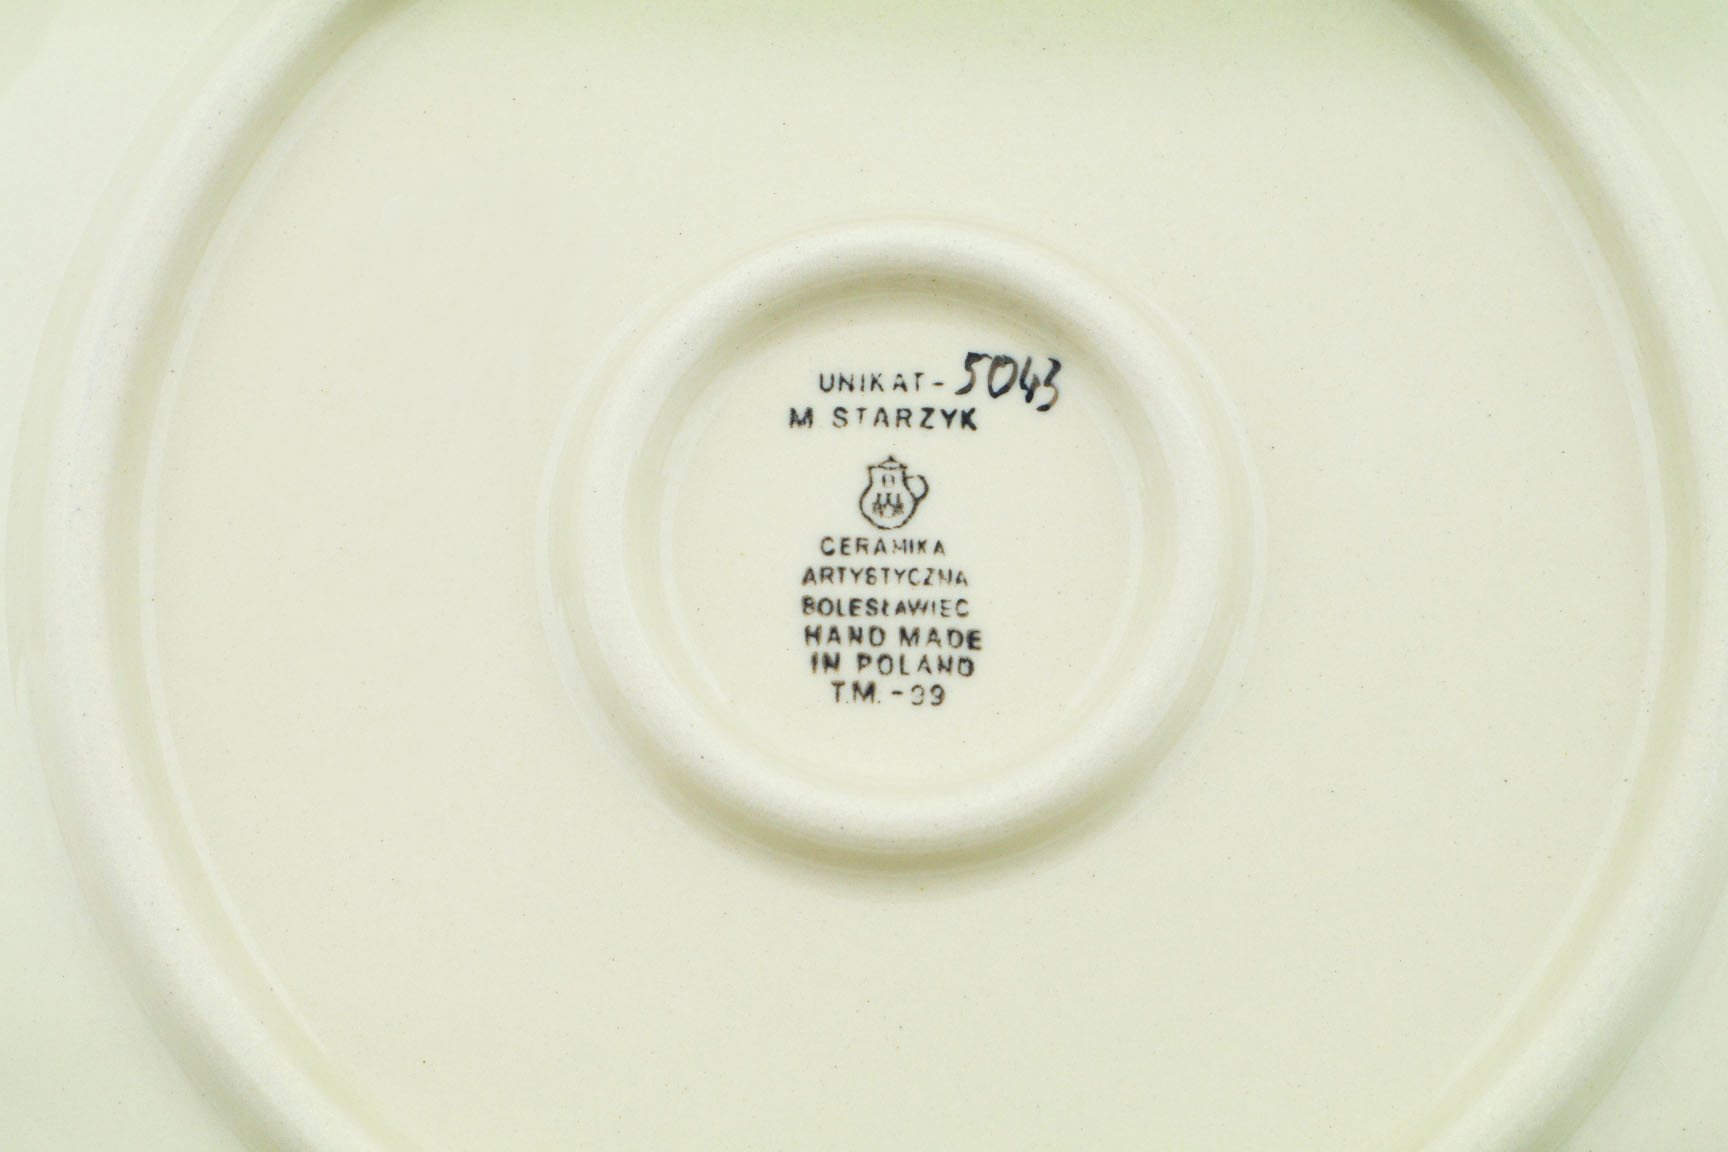 UNIKAT - 5043
M. STARZYK
CERAMIKA
ARTYSTYCZNA
BOLESŁAWIEC
HAND MADE
IN POLAND
T.M. - 99